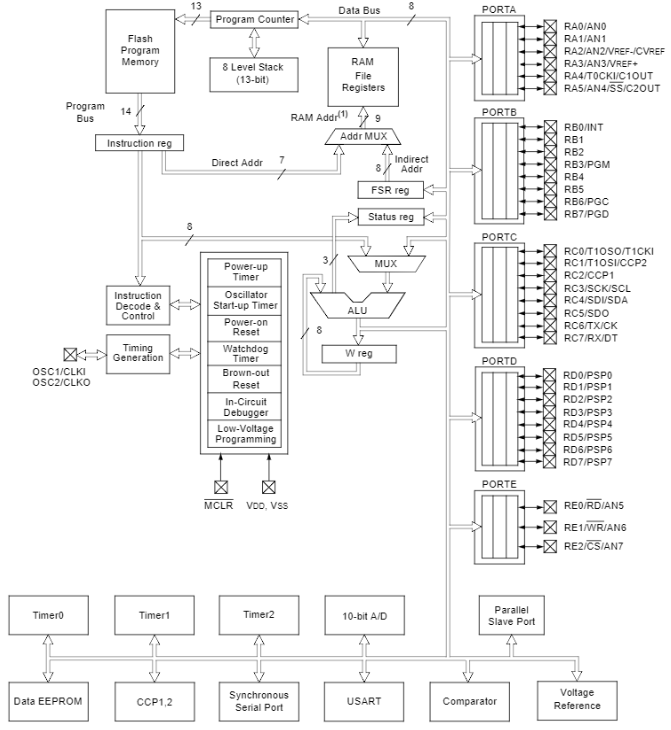 13
Program Counter
Data Bus
8
PORTA
Flash
Program
Memory
8 Level Stack
(13-bit)
RAM
File
Registers
RA0/AN0
RA1/AN1
RA2/AN2/VREF-/CVREF
RA3/AN3/VREF+
RA4/T0CKI/C1OUT
RA5/AN4/SS/C2OUT
Program
Bus
14
RAM Addr(1)
9
PORTB
Instruction reg
Addr MUX
RB0/INT
RB1
RB2
RB3/PGM
RB4
RB5
RB6/PGC
RB7/PGD
Direct Addr
7
8
Indirect
Addr
FSR reg
Status reg
8
3
MUX
PORTC
RC0/T1OSO/T1CKI
RC1/T1OSI/CCP2
RC2/CCP1
RC3/SCK/SCL
RC4/SDI/SDA
RC5/SDO
RC6/TX/CK
RC7/RX/DT
Instruction
Decode &
Control
Power-up
Timer
Oscillator
Start-up Timer
Power-on
Reset
Watchdog
Timer
Brown-out
Reset
In-Circuit
Debugger
Low-Voltage
Programming
ALU
8
W reg
Timing
Generation
OSC1/CLKI
OSC2/CLKO
PORTD
RD0/PSP0
RD1/PSP1
RD2/PSP2
RD3/PSP3
RD4/PSP4
RD5/PSP5
RD6/PSP6
RD7/PSP7
MCLR
VDD, VSS
PORTE
RE0/RD/AN5
RE1/WR/AN6
RE2/CS/AN7
Timer0
Timer1
Timer2
10-bit A/D
Parallel
Slave Port
Data EEPROM
CCP1,2
Synchronous
Serial Port
USART
Comparator
Voltage
Reference